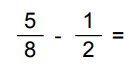 5/8 - 1/2 =